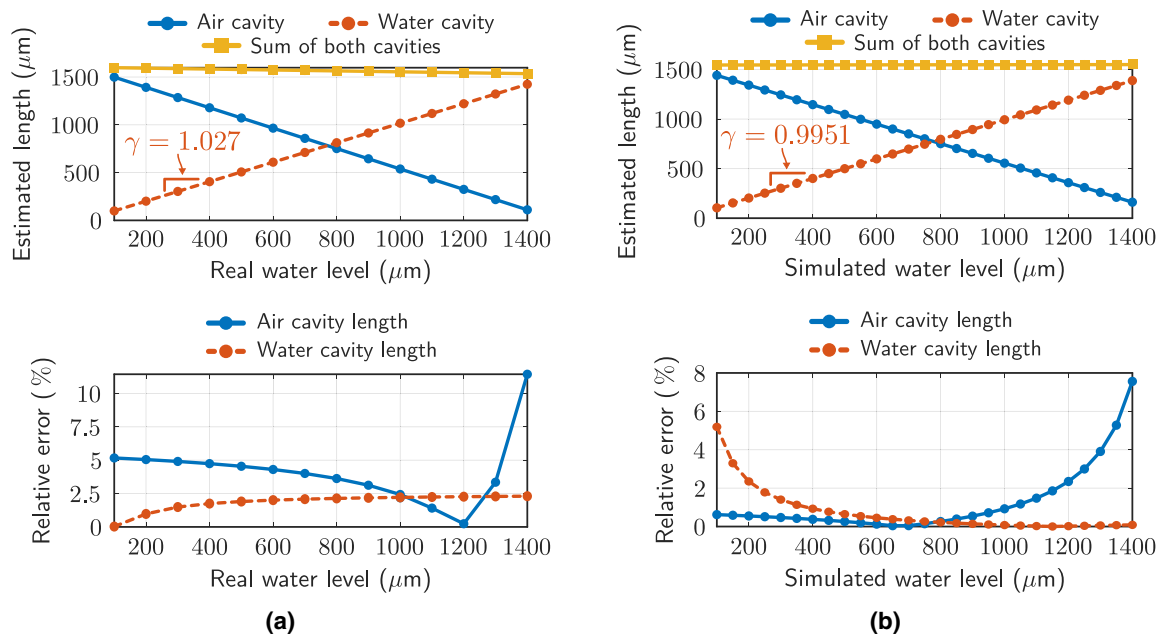 Air cavity Water cavity
Sum of both cavities
Estimated length (μm)
1500
1000
500
0
γ = 1.027
200 400 600 800 1000 1200 1400
Real water level (μm)
Air cavity length
Water cavity length
Relative error (%)
10
7.5
5
2.5
0
200 400 600 800 1000 1200 1400
Real water level (μm)
(a)
Air cavity Water cavity
Sum of both cavities
Estimated length (μm)
1500
1000
500
0
γ = 0.9951
200 400 600 800 1000 1200 1400
Simulated water level (μm)
Air cavity length
Water cavity length
Relative error (%)
8
6
4
2
0
200 400 600 800 1000 1200 1400
Simulated water level (μm)
(b)